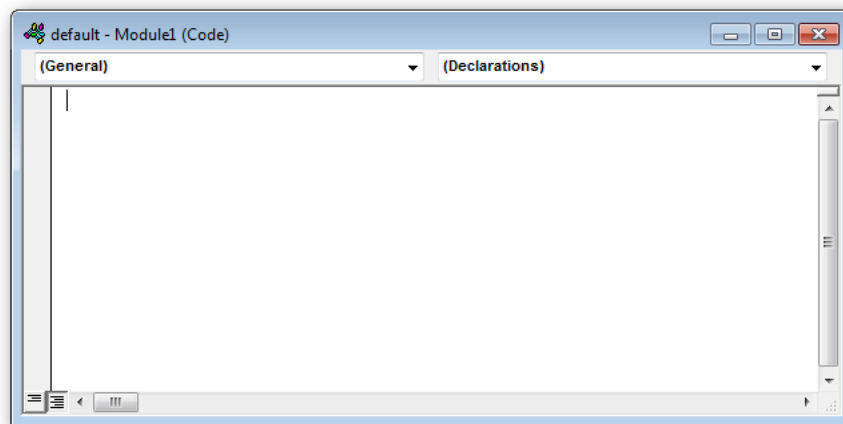 default - Module1 (Code)
(General) (Declarations)